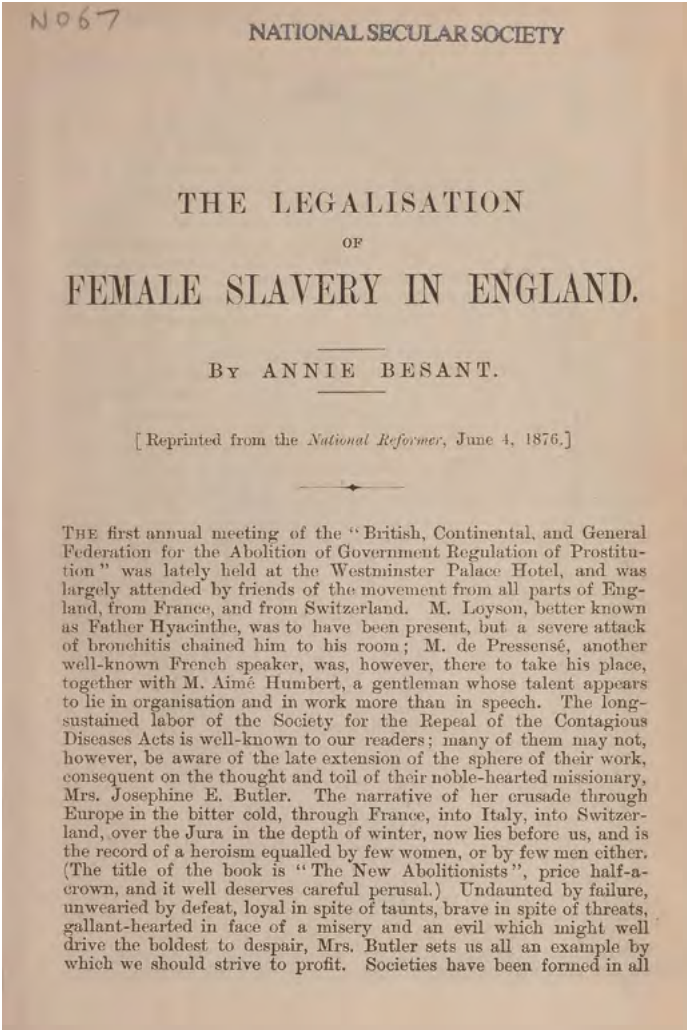 NO67
NATIONAL SECULAR SOCIETY
THE LEGALISATION
OF
FEMALE SLAVERY IN ENGLAND.
BY ANNIE BESANT.
[Reprinted from the National Reformer, June 4, 1876.]
THE first annual meeting of the "British, Continental, and General
Federation for the Abolition of Government Regulation of Prostitu-
tion" was lately held at the Westminster Palace Hotel, and was
largely attended by friends of the movement from all parts of Eng-
land, from France, and from Switzerland. M. Loyson, better known
as Father Hyacinthe, was to have been present, but a severe attack
of bronchitis chained him to his room; M. de Pressensé, another
well-known French speaker, was, however, there to take his place,
together with M. Aimé Humbert, a gentleman whose talent appears
to lie in organisation and in work more than in speech. The long-
sustained labor of the Society for the Repeal of the Contagious
Diseases Acts is well-known to our readers; many of them may not,
however, be aware of the late extension of the sphere of their work,
consequent on the thought and toil of their noble-hearted missionary,
Mrs. Josephine E. Butler. The narrative of her crusade through
Europe in the bitter cold, through France, into Italy, into Switzer-
land, over the Jura in the depth of winter, now lies before us, and is
the record of a heroism equalled by few women, or by few men either.
(The title of the book is "The New Abolitionists", price half-a-
crown, and it well deserves careful perusal.) Undaunted by failure,
unwearied by defeat, loyal in spite of taunts, brave in spite of threats,
gallant-hearted in face of a misery and an evil which might well
drive the boldest to despair, Mrs. Butler sets us all an example by
which we should strive to profit. Societies have been formed in all